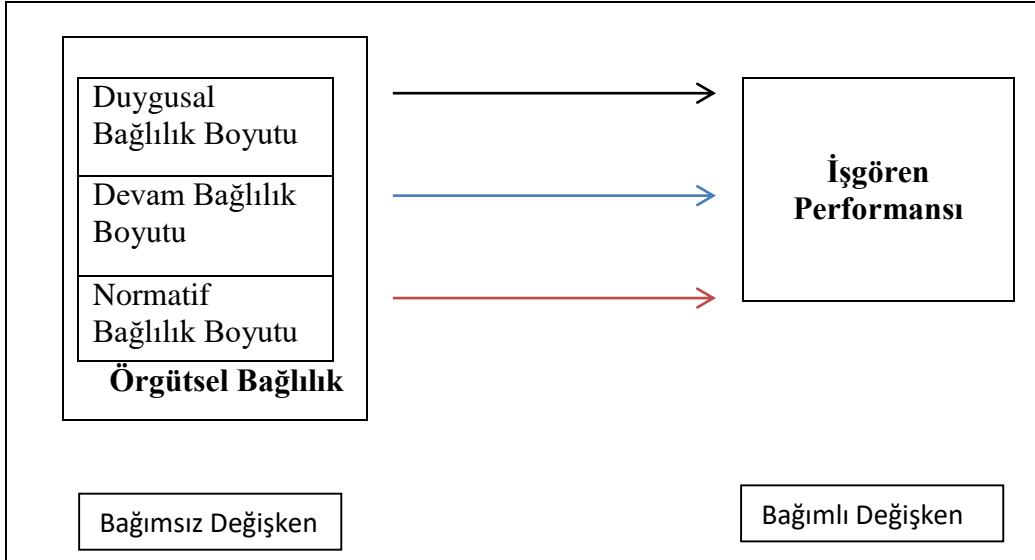 Duygusal
Bağlılık Boyutu
Devam Bağlılık
Boyutu
Normatif
Bağlılık Boyutu
Örgütsel Bağlılık
İşgören
Performansı
Bağımsız Değişken
Bağımlı Değişken